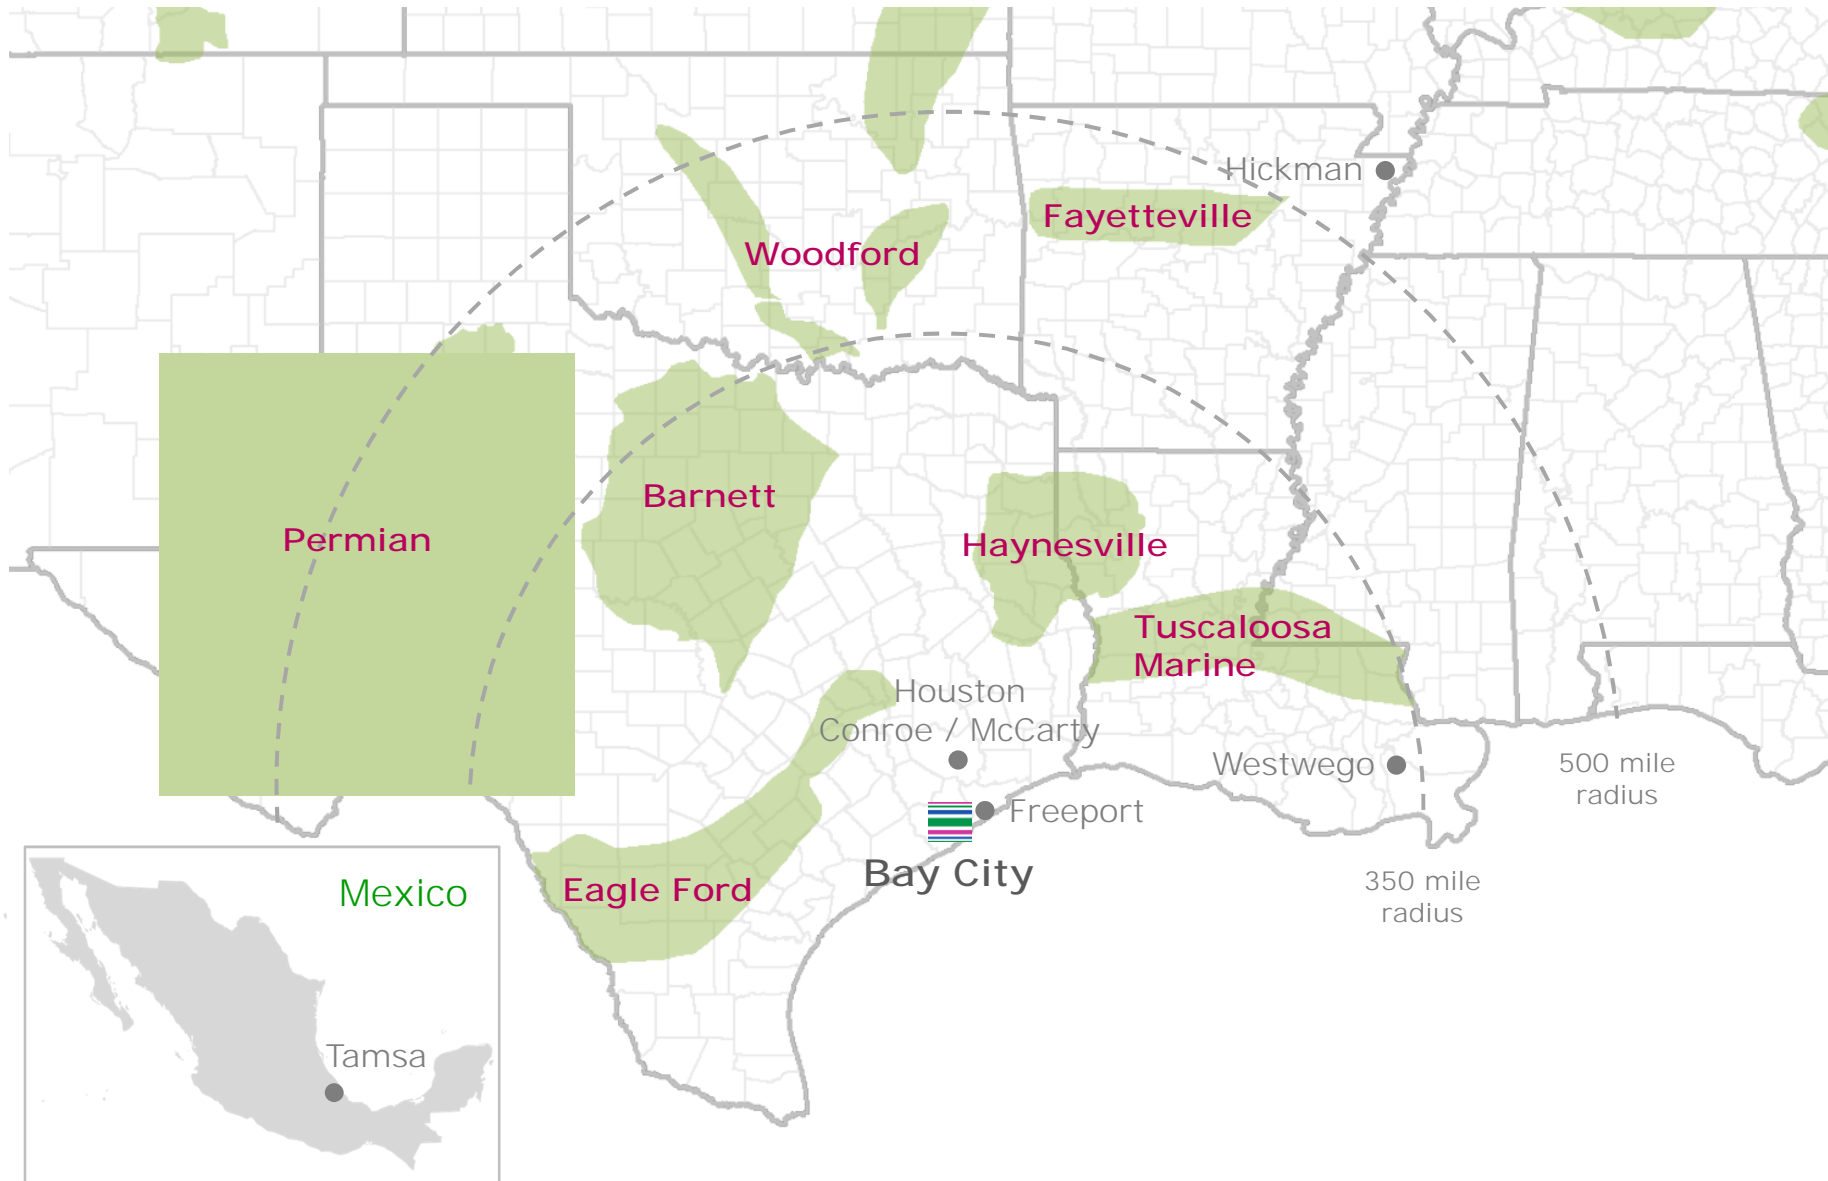 Hickman
Fayetteville
Woodford
Barnett
Permian
Haynesville
Tuscaloosa
Marine
Houston
Conroe / McCarty
Westwego
500 mile
radius
Freeport
Bay City
350 mile
radius
Eagle Ford
Mexico
Tamsa